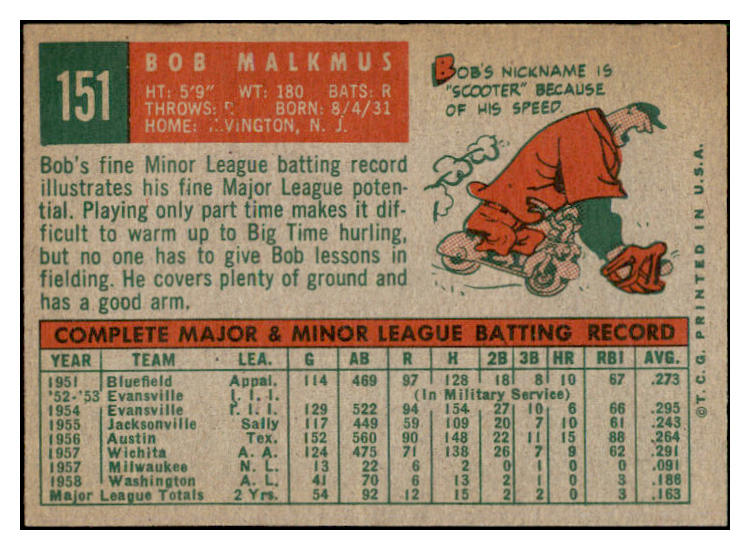 151
BOB MALKMUS
HT: 5'9" WT: 180 BATS: R
THROWS: BORN: 8/4/31
HOME: .VINGTON, N. J.
BOB'S NICKNAME IS
"SCOOTER" BECAUSE
OF HIS SPEED.
Bob's fine Minor League batting record
illustrates his fine Major League poten-
tial. Playing only part time makes it dif-
ficult to warm up to Big Time hurling,
but no one has to give Bob lessons in
fielding. He covers plenty of ground and
has a good arm.
COMPLETE MAJOR & MINOR LEAGUE BATTING RECORD
YEAR TEAM LEA. G AB R H 2B 3B HR RBI AVG.
1951 Bluefield Appal. 114 469 97 128 18 8 10 67 .273
'52-'53 Evansville I. I. I. (In Military Service)
1954 Evansville I. I. I. 129 522 94 154 27 10 6 66 .295
1955 Jacksonville Sally 117 449 59 109 20 7 10 61 .243
1956 Austin Tex. 152 560 90 148 22 11 15 88 .264
1957 Wichita A. A. 124 475 71 138 26 7 9 62 .291
1957 Milwaukee N. L. 13 22 6 2 0 1 0 0 .091
1958 Washington A. L. 41 70 6 13 2 1 0 3 .186
Major League Totals 2 Yrs. 54 92 12 15 2 2 0 3 .163
© T. C. G. PRINTED IN U.S.A.